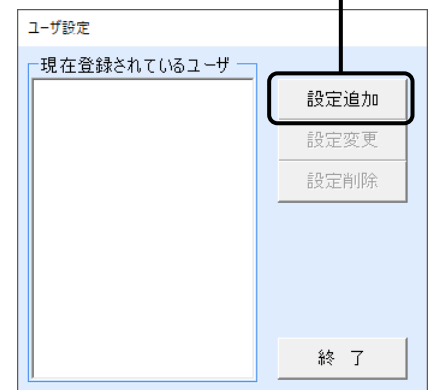 ユーザ設定
現在登録されているユーザ
設定追加
設定変更
設定削除
終 了